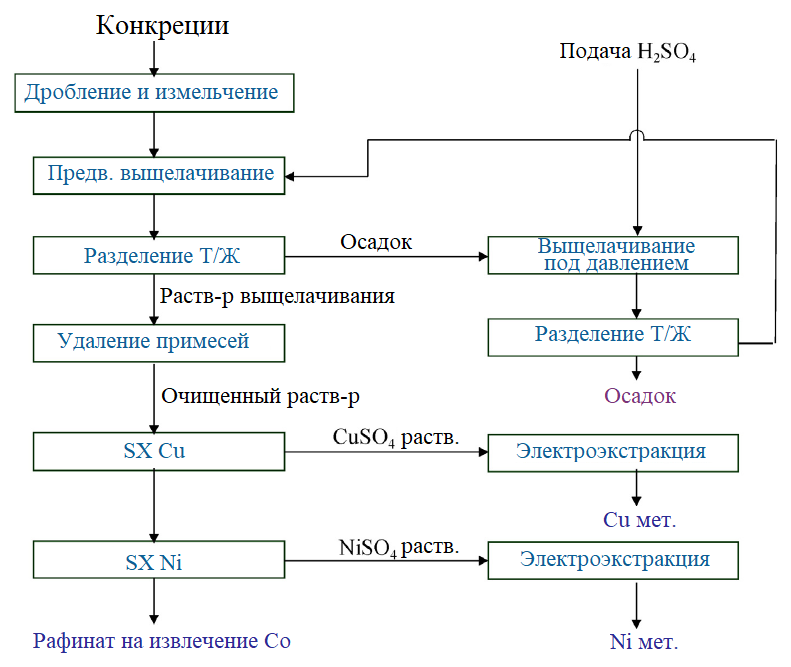 Конкреции
Подача H₂SO₄
Дробление и измельчение
Предв. выщелачивание
Разделение Т/Ж
Осадок
Выщелачивание
под давлением
Раств-р выщелачивания
Удаление примесей
Разделение Т/Ж
Осадок
Очищенный раств-р
SX Cu
CuSO₄ раств.
Электроэкстракция
Cu мет.
SX Ni
NiSO₄ раств.
Электроэкстракция
Рафинат на извлечение Co
Ni мет.